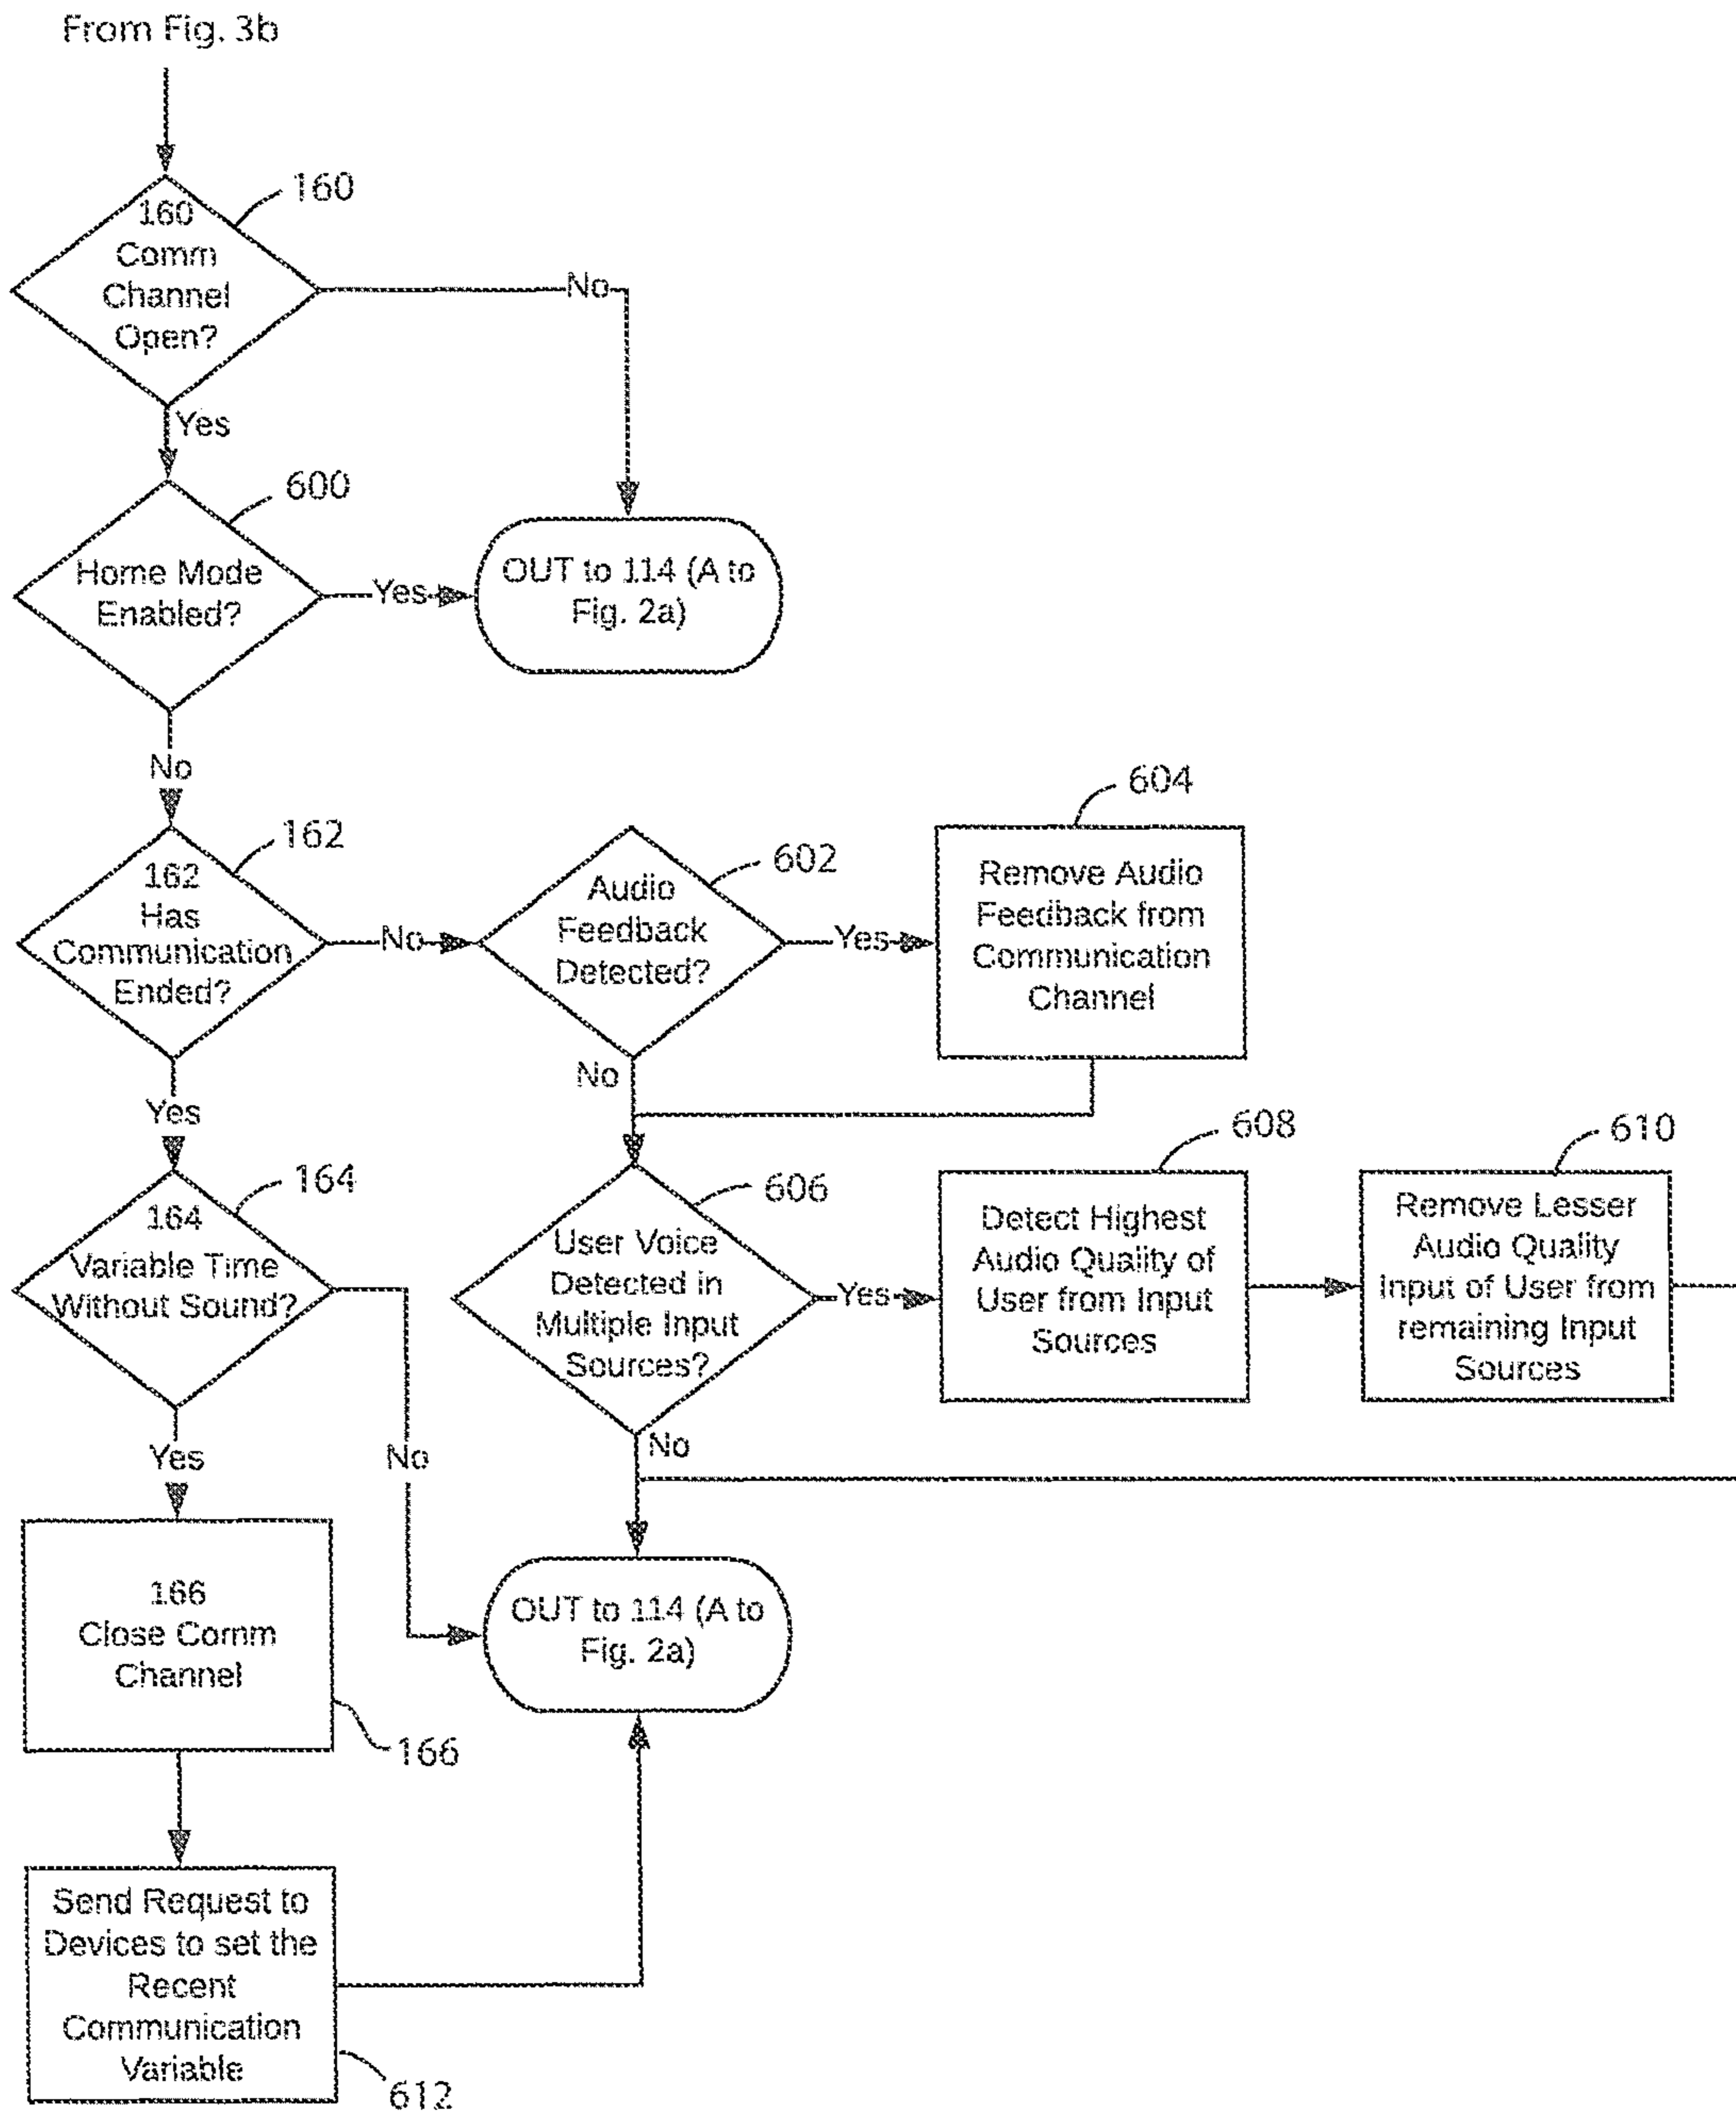 From Fig. 3b
160
160
Comm
Channel
Open?
No
Yes
600
Home Mode
Enabled?
Yes
OUT to 114 (A to
Fig. 2a)
No
162
162
Has
Communication
Ended?
No
602
Audio
Feedback
Detected?
Yes
604
Remove Audio
Feedback from
Communication
Channel
No
Yes
164
164
Variable Time
Without Sound?
No
606
User Voice
Detected in
Multiple Input
Sources?
Yes
608
Detect Highest
Audio Quality of
User from Input
Sources
610
Remove Lesser
Audio Quality
Input of User from
remaining Input
Sources
No
Yes
166
Close Comm
Channel
166
OUT to 114 (A to
Fig. 2a)
Send Request to
Devices to set the
Recent
Communication
Variable
612